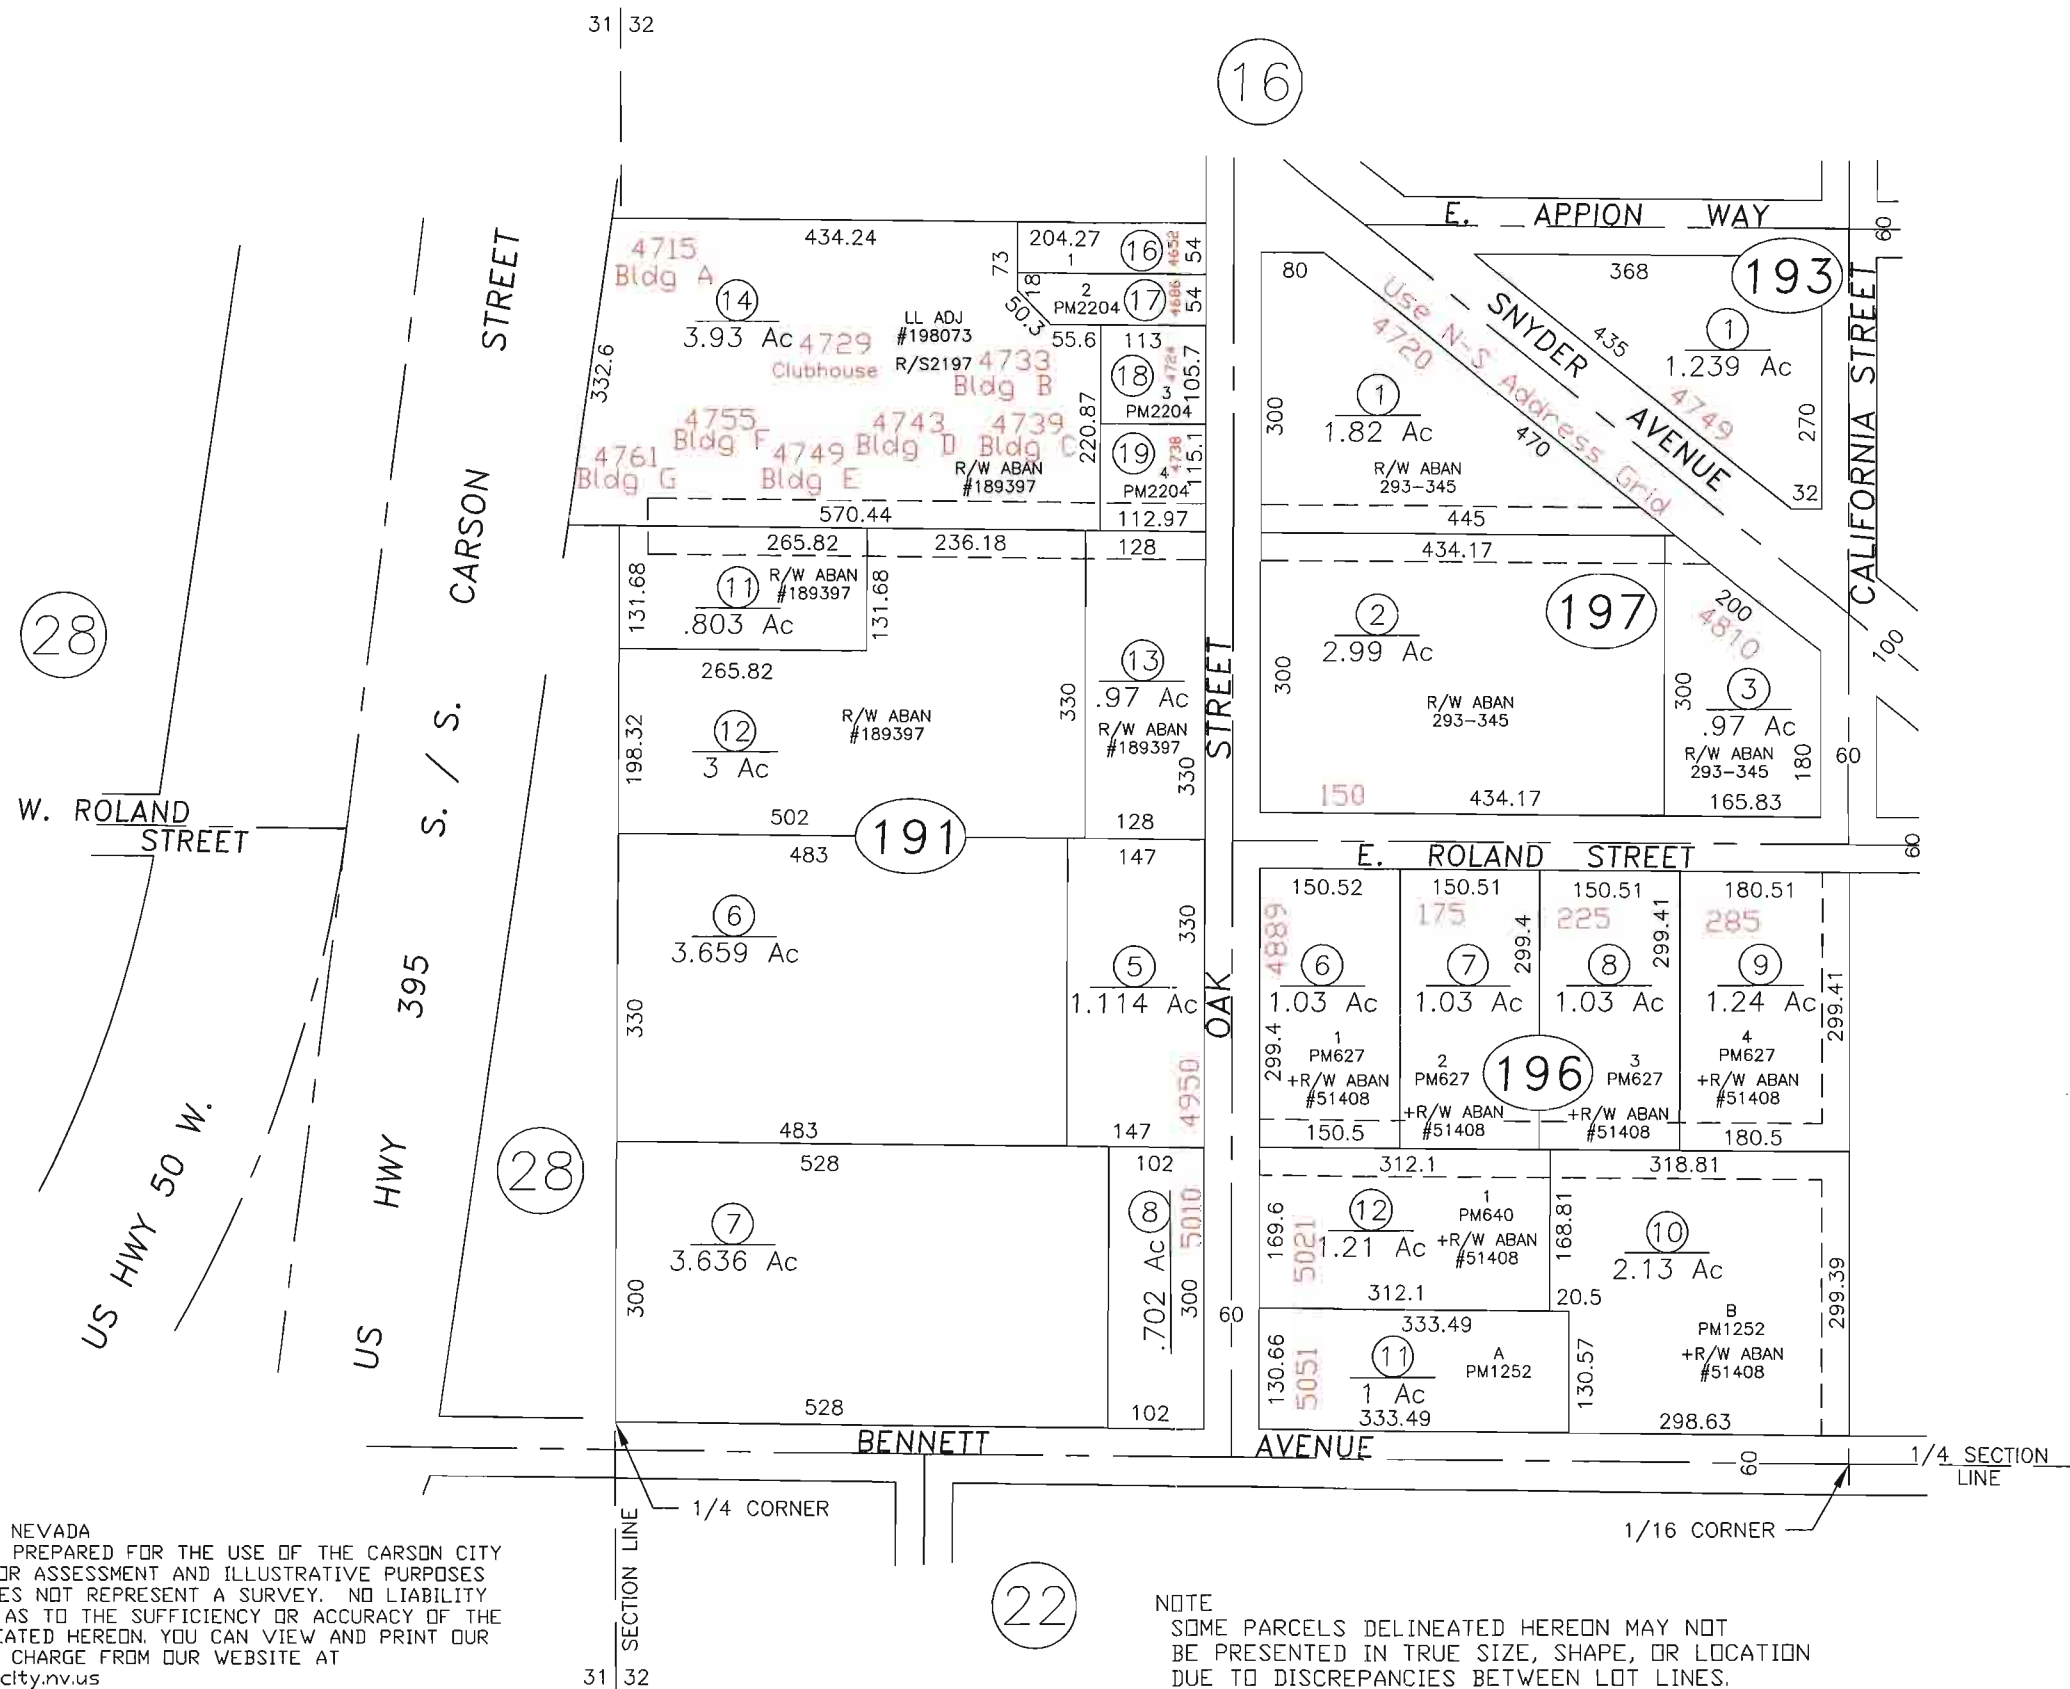 31 32
16
E. APPION WAY
60
434.24
204.27
1
16
4652
54
73
18
2
PM2204
17
4686
54
50.3
4715
Bldg A
14
3.93 Ac
LL ADJ
#198073
R/S2197
4729
Clubhouse
4733
Bldg B
55.6
113
18
4724
105.7
3
PM2204
332.6
4755
Bldg F
4743
Bldg D
4739
Bldg C
220.87
4761
Bldg G
4749
Bldg E
R/W ABAN
#189397
19
4738
115.1
4
PM2204
570.44
112.97
80
368
193
SNYDER AVENUE
Use N-S Address Grid
4720
435
1
1.239 Ac
4749
270
32
300
1
1.82 Ac
470
R/W ABAN
293-345
445
CALIFORNIA STREET
US HWY 395 S. / S. CARSON STREET
28
265.82
236.18
128
131.68
11
.803 Ac
R/W ABAN
#189397
131.68
265.82
198.32
12
3 Ac
R/W ABAN
#189397
330
13
.97 Ac
R/W ABAN
#189397
330
502
191
128
434.17
2
2.99 Ac
197
300
R/W ABAN
293-345
150
434.17
200
4810
100
300
3
.97 Ac
R/W ABAN
293-345
180
60
165.83
W. ROLAND
STREET
E. ROLAND STREET
60
OAK STREET
483
147
6
3.659 Ac
330
330
5
1.114 Ac
4950
483
147
150.52
150.51
150.51
180.51
4889
175
225
285
299.4
299.41
6
1.03 Ac
7
1.03 Ac
8
1.03 Ac
9
1.24 Ac
299.41
299.4
1
PM627
+R/W ABAN
#51408
2
PM627
+R/W ABAN
#51408
196
3
PM627
+R/W ABAN
#51408
4
PM627
+R/W ABAN
#51408
150.5
180.5
US HWY 50 W.
28
528
102
7
3.636 Ac
300
8
.702 Ac
5010
300
60
528
102
312.1
318.81
169.6
5021
12
1.21 Ac
1
PM640
+R/W ABAN
#51408
168.81
10
2.13 Ac
299.39
312.1
20.5
B
PM1252
+R/W ABAN
#51408
333.49
130.66
5051
11
1 Ac
A
PM1252
130.57
333.49
298.63
BENNETT AVENUE
60
1/4 SECTION
LINE
1/4 CORNER
1/16 CORNER
SECTION LINE
31 32
22
NEVADA
PREPARED FOR THE USE OF THE CARSON CITY
OR ASSESSMENT AND ILLUSTRATIVE PURPOSES
ES NOT REPRESENT A SURVEY. NO LIABILITY
AS TO THE SUFFICIENCY OR ACCURACY OF THE
EATED HEREON. YOU CAN VIEW AND PRINT OUR
CHARGE FROM OUR WEBSITE AT
city.nv.us
NOTE
SOME PARCELS DELINEATED HEREON MAY NOT
BE PRESENTED IN TRUE SIZE, SHAPE, OR LOCATION
DUE TO DISCREPANCIES BETWEEN LOT LINES.